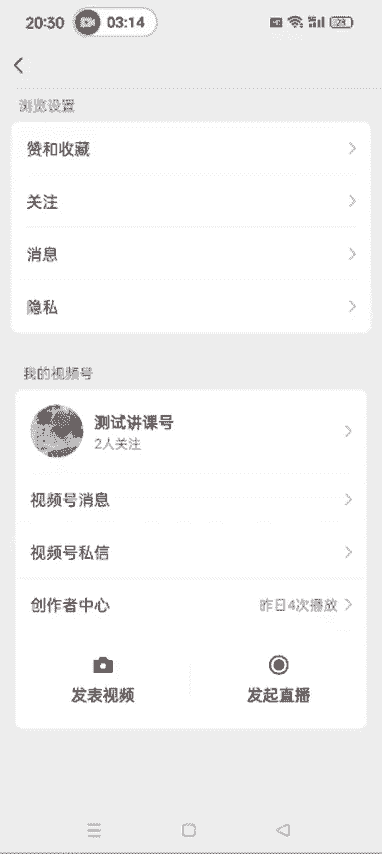 20:30
03:14
浏览设置
赞和收藏
关注
消息
隐私
我的视频号
测试讲课号
2人关注
视频号消息
视频号私信
创作者中心 昨日4次播放
发表视频 发起直播